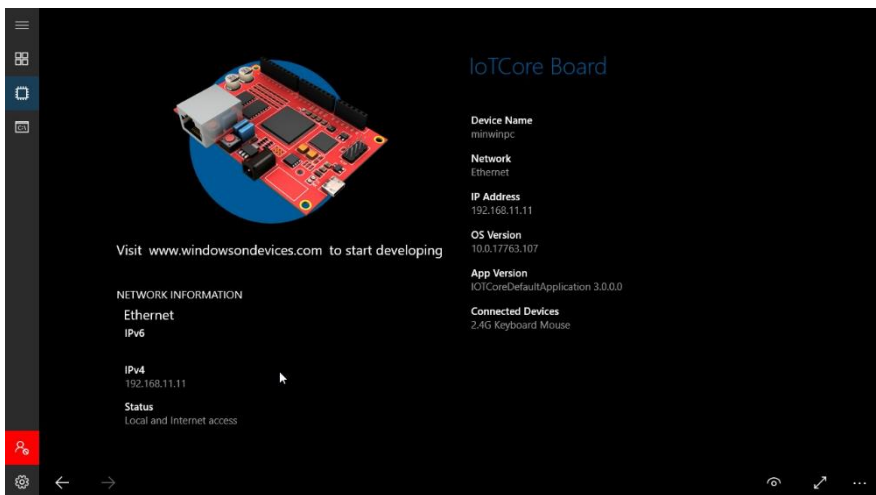 IoTCore Board
Device Name
minwinpc
Network
Ethernet
IP Address
192.168.11.11
OS Version
10.0.17763.107
App Version
IOTCoreDefaultApplication 3.0.0.0
Connected Devices
2.4G Keyboard Mouse
Visit www.windowsondevices.com to start developing
NETWORK INFORMATION
Ethernet
IPv6
IPv4
192.168.11.11
Status
Local and Internet access